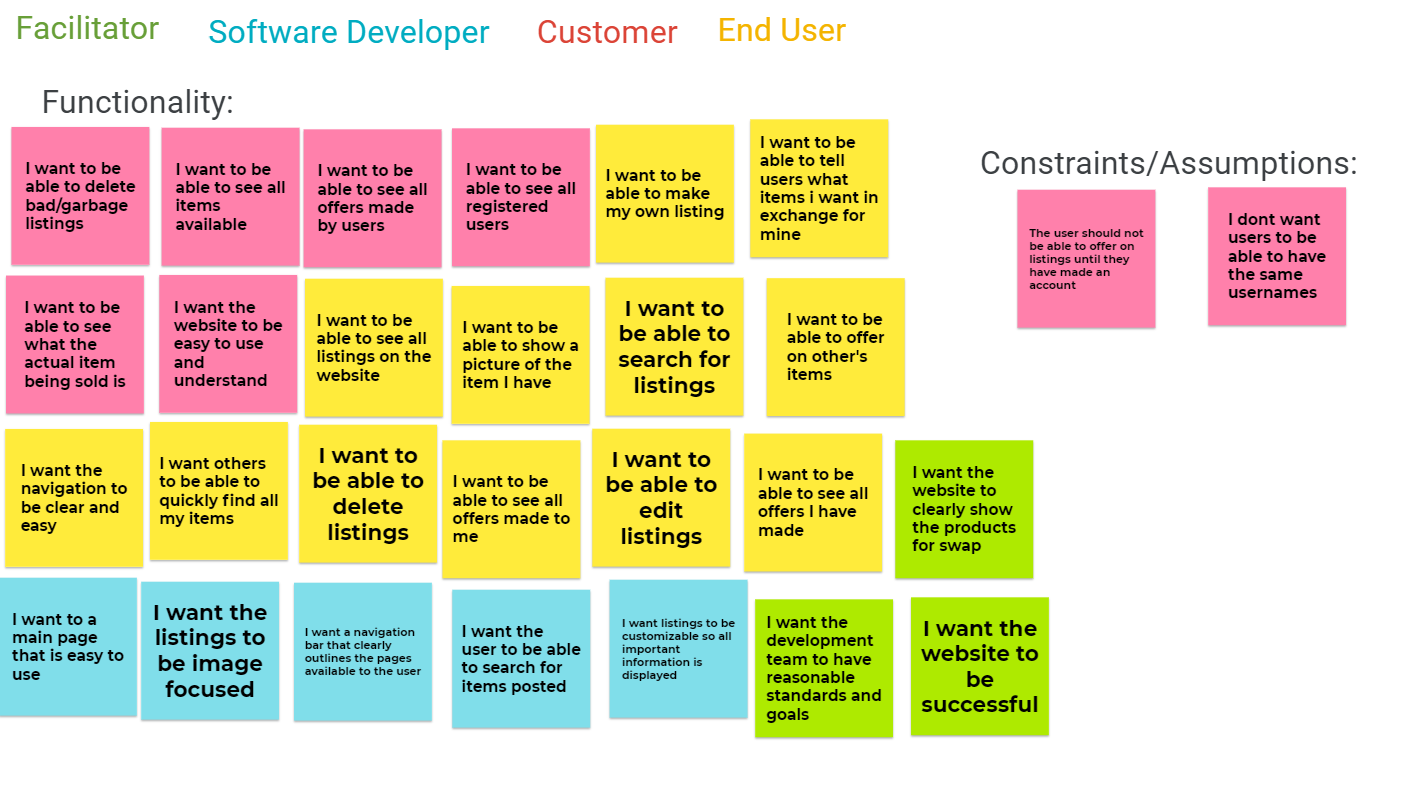 Facilitator
Software Developer
Customer
End User
Functionality:
I want to be
able to delete
bad/garbage
listings
I want to be
able to see all
items
available
I want to be
able to see all
offers made
by users
I want to be
able to see all
registered
users
I want to be
able to make
my own listing
I want to be
able to tell
users what
items i want in
exchange for
mine
Constraints/Assumptions:
The user should not
be able to offer on
listings until they
have made an
account
I dont want
users to be
able to have
the same
usernames
I want to be
able to see
what the
actual item
being sold is
I want the
website to be
easy to use
and
understand
I want to be
able to see all
listings on the
website
I want to be
able to show a
picture of the
item I have
I want to
be able to
search for
listings
I want to be
able to offer
on other's
items
I want the
navigation to
be clear and
easy
I want others
to be able to
quickly find all
my items
I want to
be able to
delete
listings
I want to be
able to see all
offers made to
me
I want to
be able to
edit
listings
I want to be
able to see all
offers I have
made
I want the
website to
clearly show
the products
for swap
I want to a
main page
that is easy to
use
I want the
listings to
be image
focused
I want a navigation
bar that clearly
outlines the pages
available to the user
I want the
user to be able
to search for
items posted
I want listings to be
customizable so all
important
information is
displayed
I want the
development
team to have
reasonable
standards and
goals
I want the
website to
be
successful